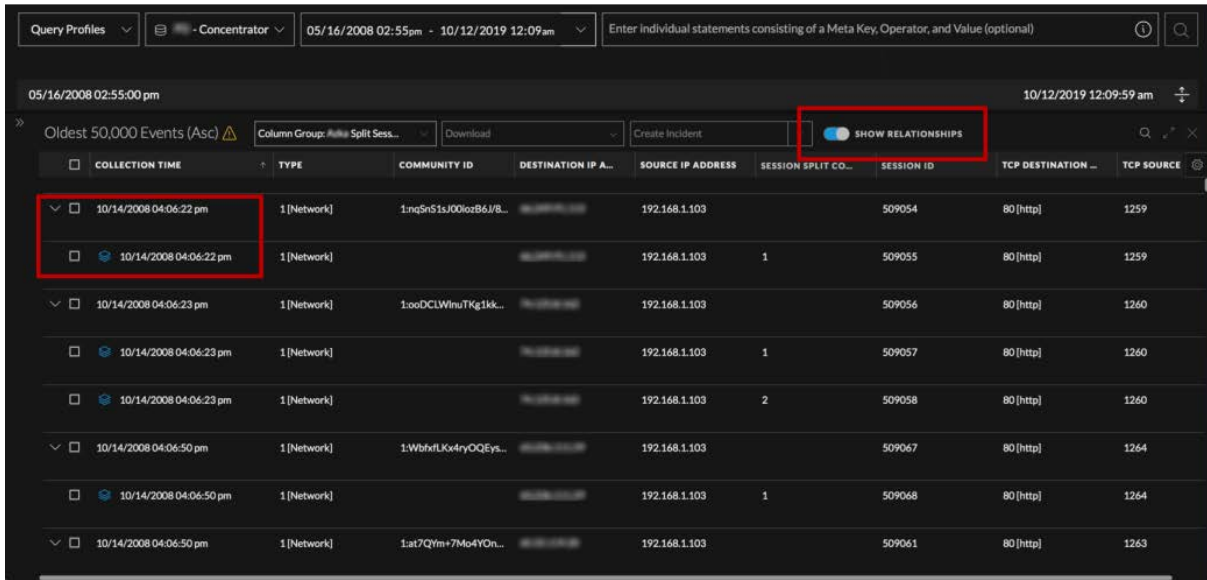 Query Profiles - Concentrator 05/16/2008 02:55pm - 10/12/2019 12:09am Enter individual statements consisting of a Meta Key, Operator, and Value (optional)
05/16/2008 02:55:00 pm 10/12/2019 12:09:59 am
Oldest 50,000 Events (Asc) Column Group: Split Sess... Download Create Incident SHOW RELATIONSHIPS
COLLECTION TIME TYPE COMMUNITY ID DESTINATION IP A... SOURCE IP ADDRESS SESSION SPLIT CO... SESSION ID TCP DESTINATION ... TCP SOURCE
10/14/2008 04:06:22 pm 1 [Network] 1:nqSnS1sJ00iozB6J/8... 192.168.1.103 509054 80 [http] 1259
10/14/2008 04:06:22 pm 1 [Network] 192.168.1.103 1 509055 80 [http] 1259
10/14/2008 04:06:23 pm 1 [Network] 1:ooDCLWlnuTKg1kk... 192.168.1.103 509056 80 [http] 1260
10/14/2008 04:06:23 pm 1 [Network] 192.168.1.103 1 509057 80 [http] 1260
10/14/2008 04:06:23 pm 1 [Network] 192.168.1.103 2 509058 80 [http] 1260
10/14/2008 04:06:50 pm 1 [Network] 1:WbfxfLKx4ryOQEys... 192.168.1.103 509067 80 [http] 1264
10/14/2008 04:06:50 pm 1 [Network] 192.168.1.103 1 509068 80 [http] 1264
10/14/2008 04:06:50 pm 1 [Network] 1:at7QYm+7Mo4YOn... 192.168.1.103 509061 80 [http] 1263